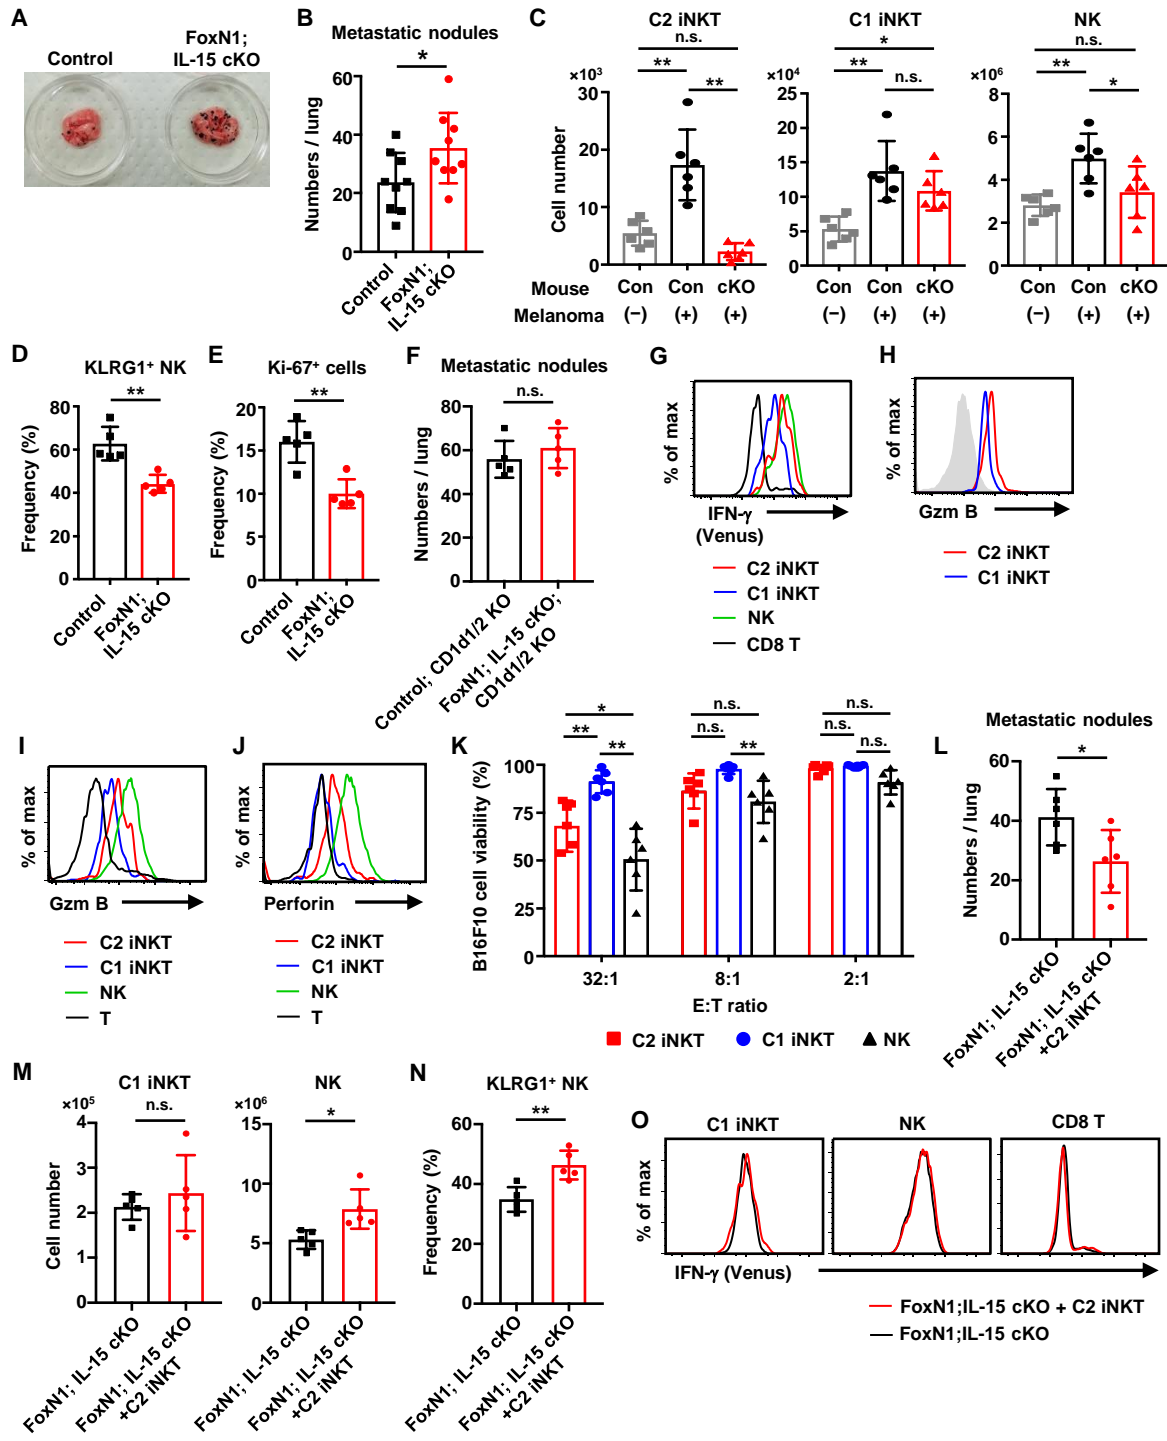 A
Control
FoxN1;
IL-15 cKO
B
Metastatic nodules
*
Numbers / lung
60
40
20
0
Control
FoxN1;
IL-15 cKO
C
C2 iNKT
n.s.
**
**
×10³
Cell number
30
20
10
0
C1 iNKT
*
**
n.s.
×10⁴
25
20
15
10
5
0
NK
n.s.
**
*
×10⁶
8
6
4
2
0
Mouse Con Con cKO Con Con cKO Con Con cKO
Melanoma (−) (+) (+) (−) (+) (+) (−) (+) (+)
D
KLRG1⁺ NK
**
Frequency (%)
80
60
40
20
0
Control
FoxN1;
IL-15 cKO
E
Ki-67⁺ cells
**
Frequency (%)
20
15
10
5
0
Control
FoxN1;
IL-15 cKO
F
Metastatic nodules
n.s.
Numbers / lung
80
60
40
20
0
Control; CD1d1/2 KO
FoxN1; IL-15 cKO;
CD1d1/2 KO
G
% of max
IFN-γ
(Venus)
C2 iNKT
C1 iNKT
NK
CD8 T
H
% of max
Gzm B
C2 iNKT
C1 iNKT
I
% of max
Gzm B
C2 iNKT
C1 iNKT
NK
T
J
% of max
Perforin
C2 iNKT
C1 iNKT
NK
T
K
B16F10 cell viability (%)
100
75
50
25
0
*
**
**
n.s.
n.s.
**
n.s.
n.s.
n.s.
32:1
8:1
2:1
E:T ratio
C2 iNKT
C1 iNKT
NK
L
Metastatic nodules
*
Numbers / lung
60
40
20
0
FoxN1; IL-15 cKO
FoxN1; IL-15 cKO
+C2 iNKT
M
C1 iNKT
n.s.
×10⁵
Cell number
4
3
2
1
0
FoxN1; IL-15 cKO
FoxN1; IL-15 cKO
+C2 iNKT
NK
*
×10⁶
15
10
5
0
FoxN1; IL-15 cKO
FoxN1; IL-15 cKO
+C2 iNKT
N
KLRG1⁺ NK
**
Frequency (%)
60
40
20
0
FoxN1; IL-15 cKO
FoxN1; IL-15 cKO
+C2 iNKT
O
C1 iNKT
NK
CD8 T
% of max
IFN-γ (Venus)
FoxN1;IL-15 cKO + C2 iNKT
FoxN1;IL-15 cKO